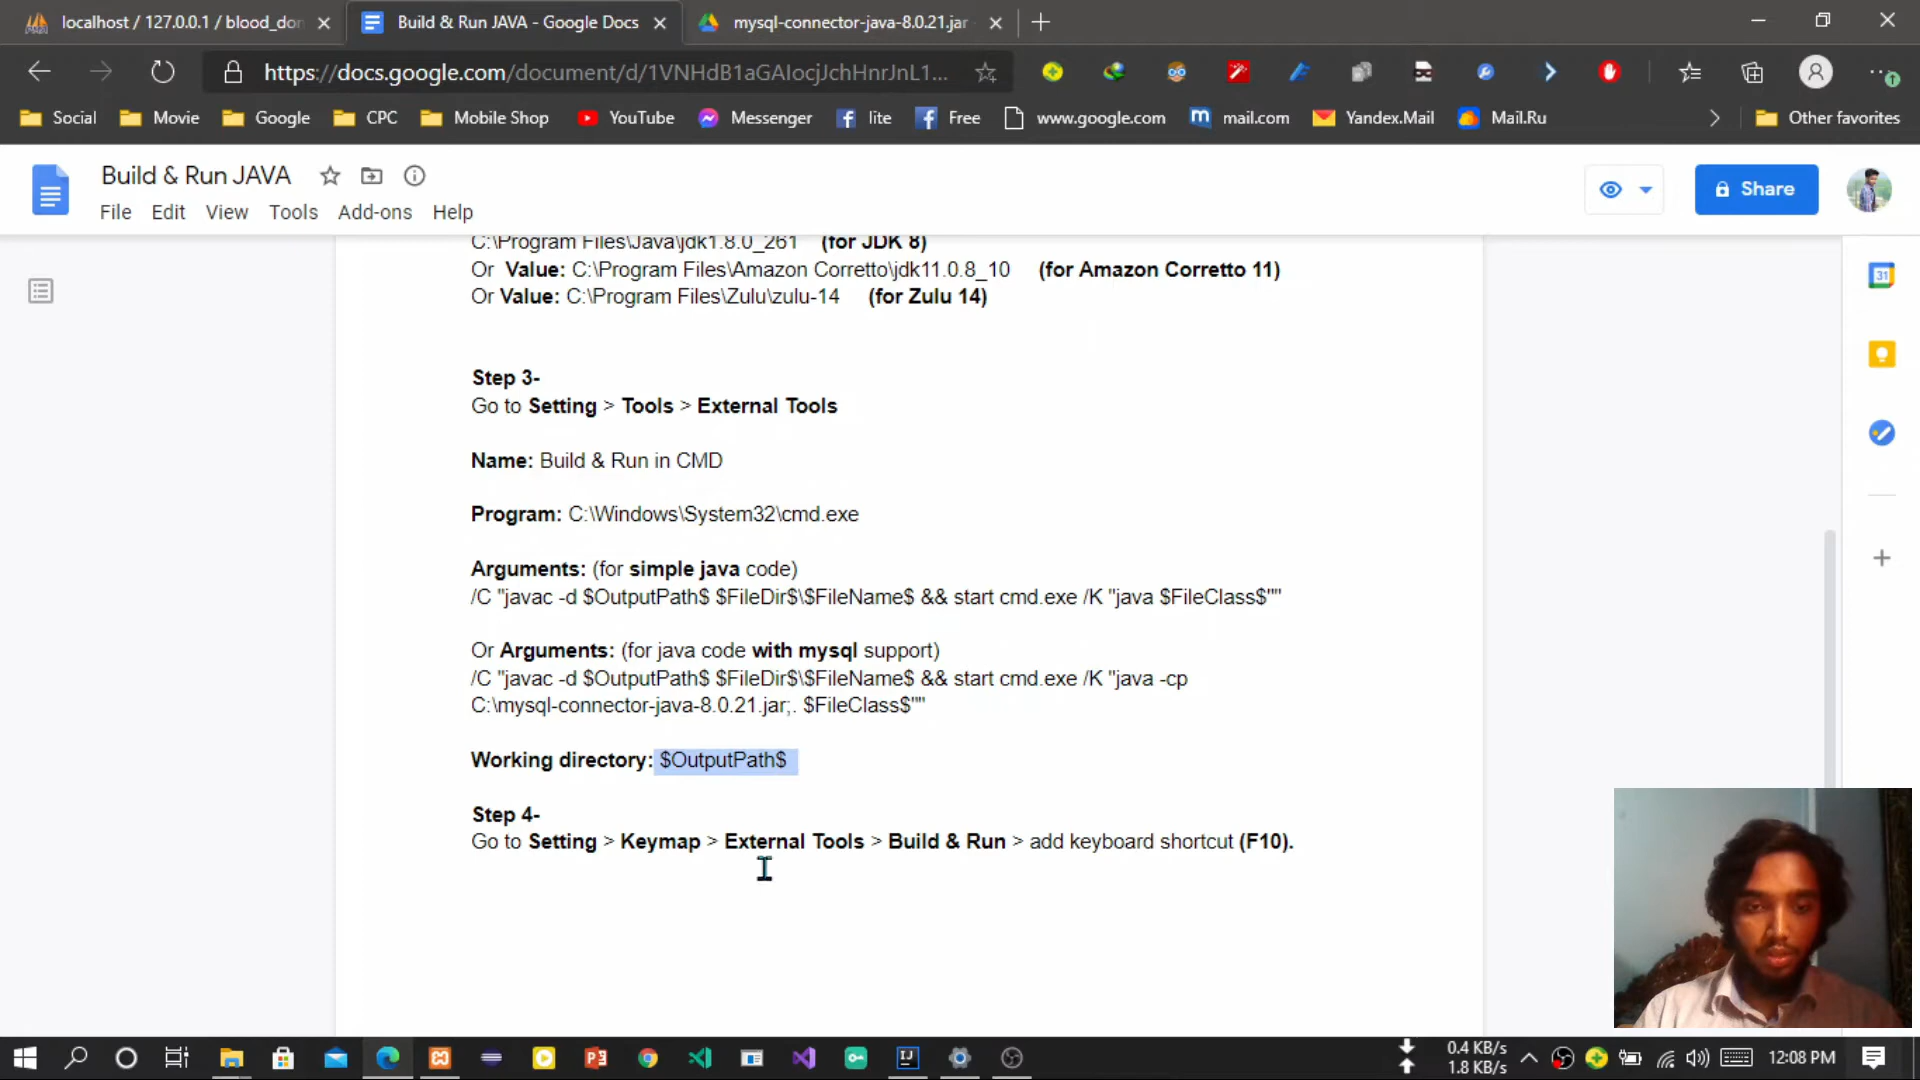 localhost / 127.0.0.1 / blood_don
Build & Run JAVA - Google Docs
mysql-connector-java-8.0.21.jar
https://docs.google.com/document/d/1VNHdB1aGAIocjJchHnrJnL1...
Social
Movie
Google
CPC
Mobile Shop
YouTube
Messenger
lite
Free
www.google.com
mail.com
Yandex.Mail
Mail.Ru
Other favorites
Build & Run JAVA
Share
File Edit View Tools Add-ons Help
C:\Program Files\Java\jdk1.8.0_261 (for JDK 8)
Or Value: C:\Program Files\Amazon Corretto\jdk11.0.8_10 (for Amazon Corretto 11)
Or Value: C:\Program Files\Zulu\zulu-14 (for Zulu 14)
Step 3-
Go to Setting > Tools > External Tools
Name: Build & Run in CMD
Program: C:\Windows\System32\cmd.exe
Arguments: (for simple java code)
/C "javac -d $OutputPath$ $FileDir$\$FileName$ && start cmd.exe /K "java $FileClass$""
Or Arguments: (for java code with mysql support)
/C "javac -d $OutputPath$ $FileDir$\$FileName$ && start cmd.exe /K "java -cp
C:\mysql-connector-java-8.0.21.jar;. $FileClass$""
Working directory: $OutputPath$
Step 4-
Go to Setting > Keymap > External Tools > Build & Run > add keyboard shortcut (F10).
31
0.4 KB/s
1.8 KB/s
12:08 PM